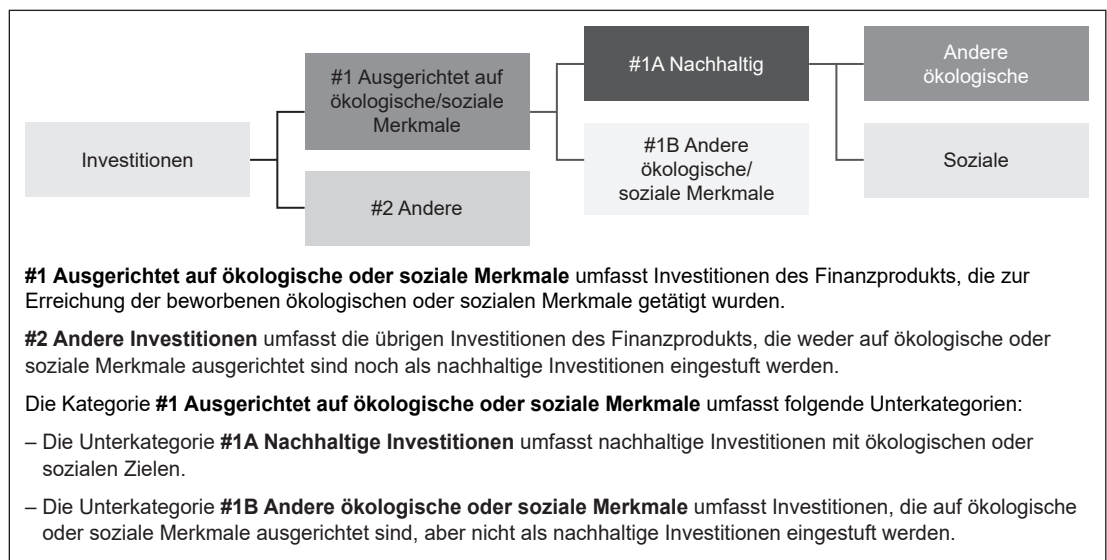 Investitionen
#1 Ausgerichtet auf
ökologische/soziale
Merkmale
#2 Andere
#1A Nachhaltig
#1B Andere
ökologische/
soziale Merkmale
Andere
ökologische
Soziale
#1 Ausgerichtet auf ökologische oder soziale Merkmale umfasst Investitionen des Finanzprodukts, die zur
Erreichung der beworbenen ökologischen oder sozialen Merkmale getätigt wurden.
#2 Andere Investitionen umfasst die übrigen Investitionen des Finanzprodukts, die weder auf ökologische oder
soziale Merkmale ausgerichtet sind noch als nachhaltige Investitionen eingestuft werden.
Die Kategorie #1 Ausgerichtet auf ökologische oder soziale Merkmale umfasst folgende Unterkategorien:
– Die Unterkategorie #1A Nachhaltige Investitionen umfasst nachhaltige Investitionen mit ökologischen oder
sozialen Zielen.
– Die Unterkategorie #1B Andere ökologische oder soziale Merkmale umfasst Investitionen, die auf ökologische
oder soziale Merkmale ausgerichtet sind, aber nicht als nachhaltige Investitionen eingestuft werden.